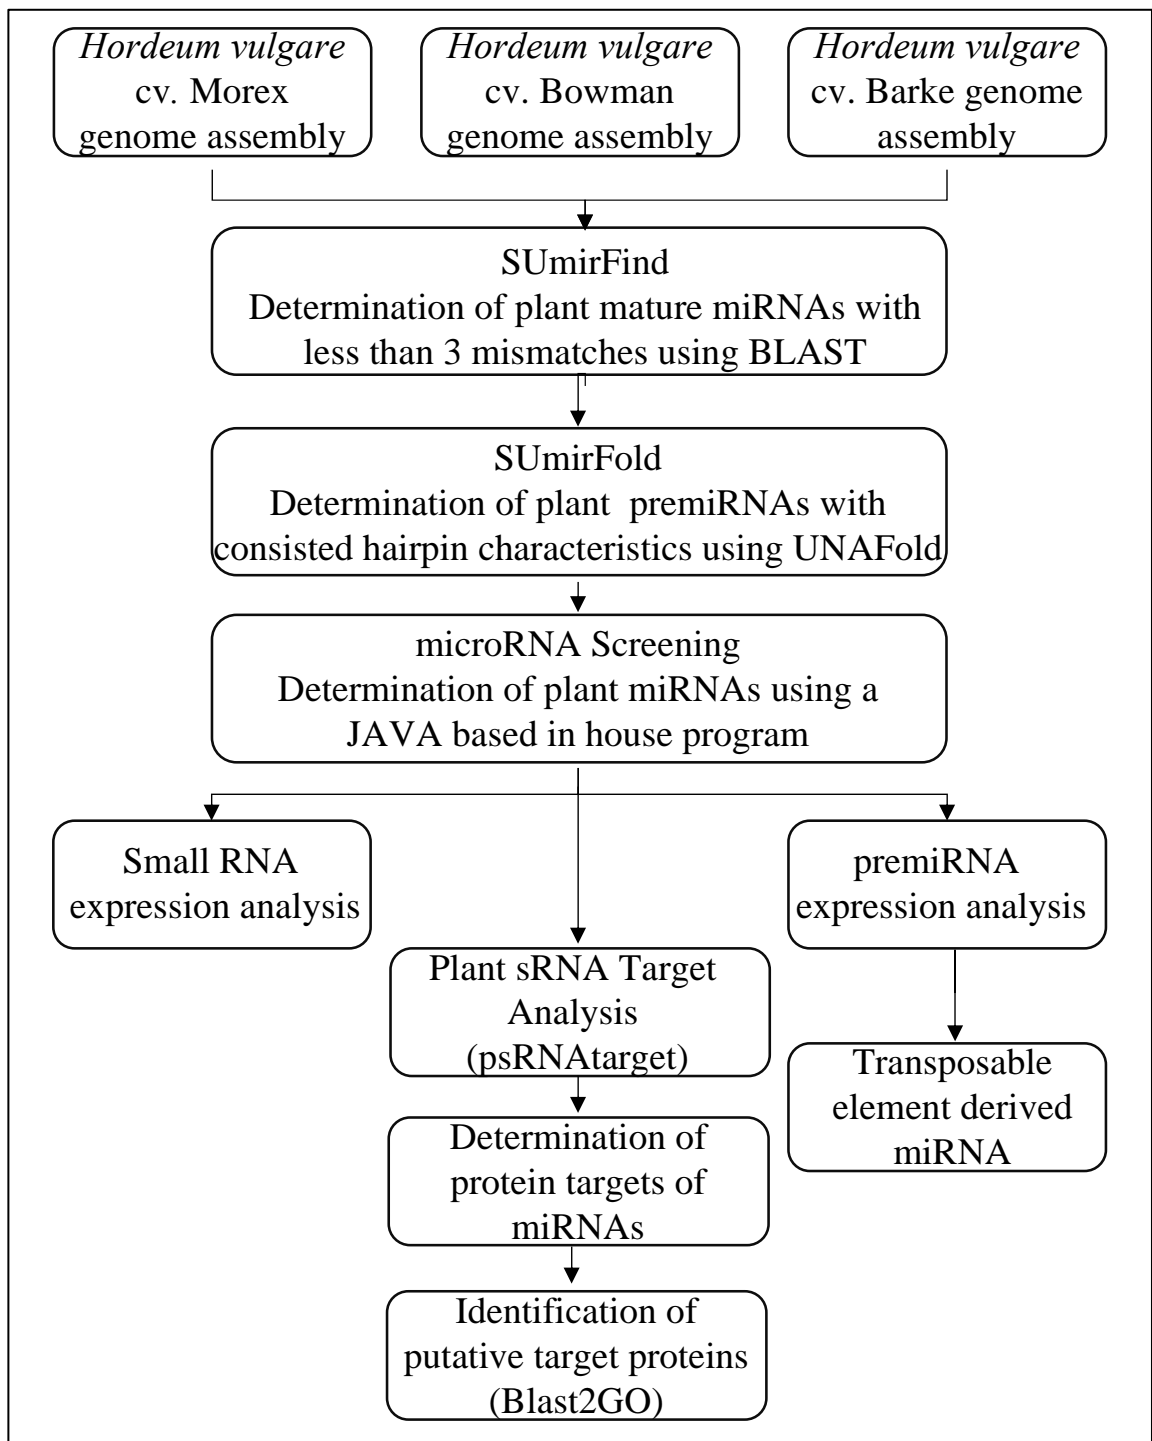 Hordeum vulgare
cv. Morex
genome assembly
Hordeum vulgare
cv. Bowman
genome assembly
Hordeum vulgare
cv. Barke genome
assembly
SUmirFind
Determination of plant mature miRNAs with
less than 3 mismatches using BLAST
SUmirFold
Determination of plant premiRNAs with
consisted hairpin characteristics using UNAFold
microRNA Screening
Determination of plant miRNAs using a
JAVA based in house program
Small RNA
expression analysis
premiRNA
expression analysis
Plant sRNA Target
Analysis
(psRNAtarget)
Transposable
element derived
miRNA
Determination of
protein targets of
miRNAs
Identification of
putative target proteins
(Blast2GO)